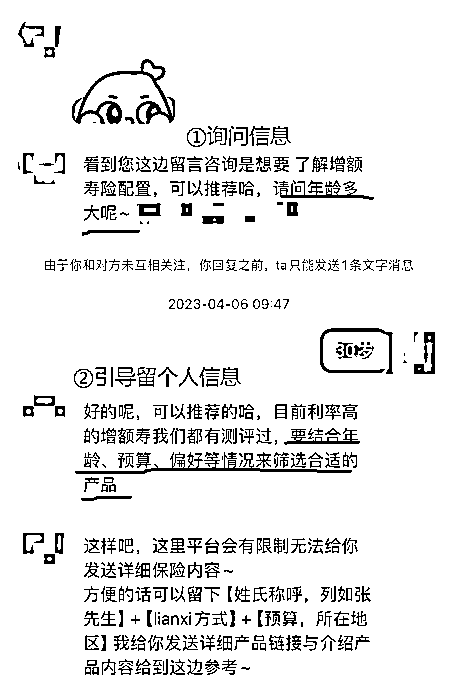 ①询问信息
看到您这边留言咨询是想要 了解增额
寿险配置，可以推荐哈，请问年龄多
大呢~
由于你和对方未互相关注，你回复之前，ta只能发送1条文字消息
2023-04-06 09:47
30岁
②引导留个人信息
好的呢，可以推荐的哈，目前利率高
的增额寿我们都有测评过，要结合年
龄、预算、偏好等情况来筛选合适的
产品
这样吧，这里平台会有限制无法给你
发送详细保险内容~
方便的话可以留下【姓氏称呼，列如张
先生】+【lianxi方式】+【预算，所在地
区】我给你发送详细产品链接与介绍产
品内容给到这边参考~